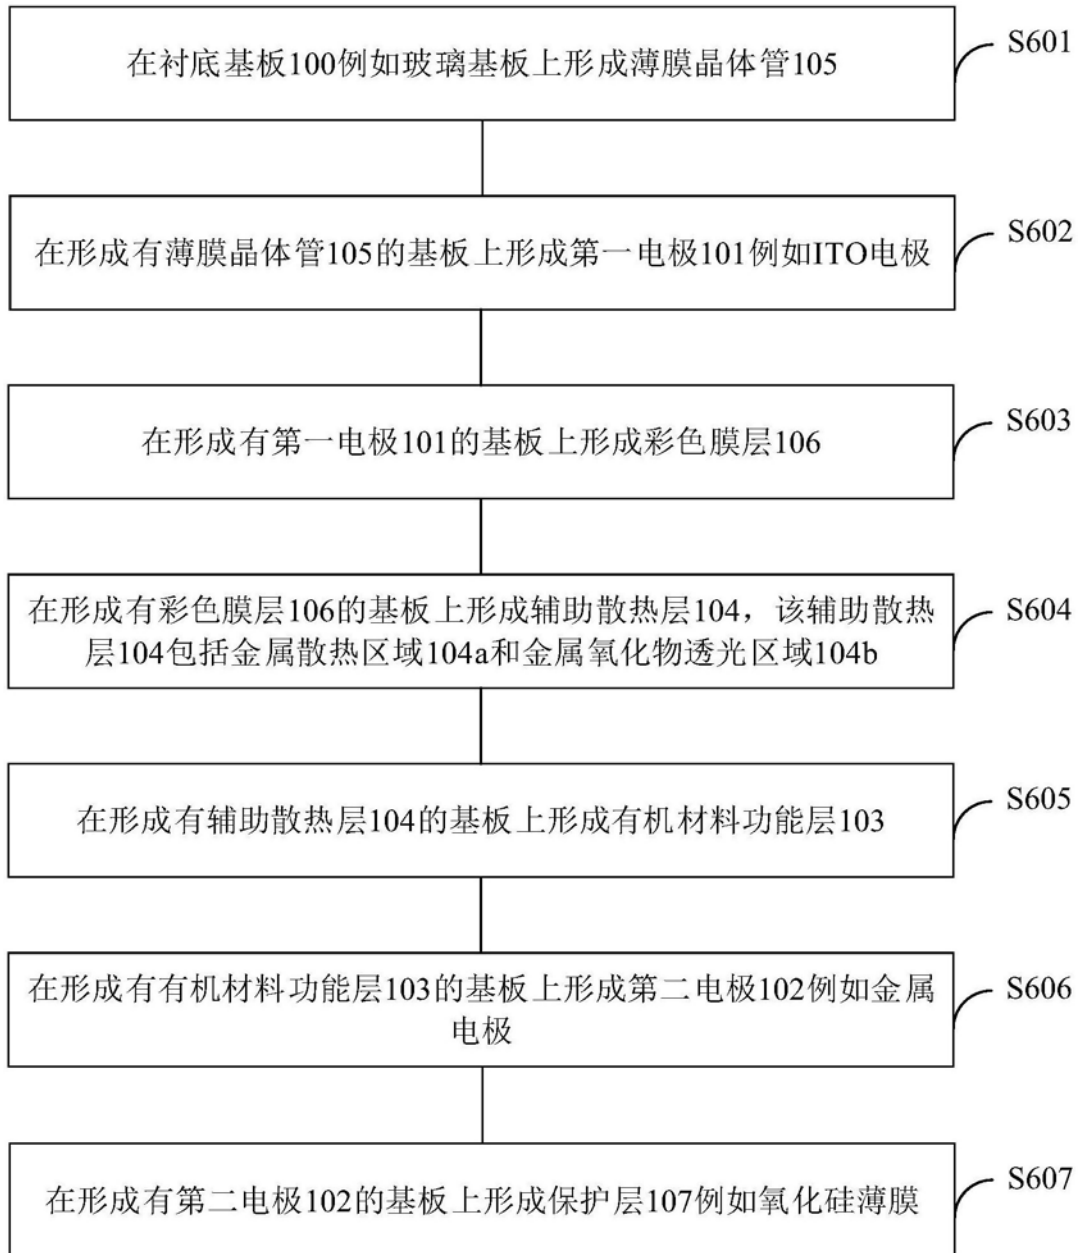 在衬底基板100例如玻璃基板上形成薄膜晶体管105
S601
在形成有薄膜晶体管105的基板上形成第一电极101例如ITO电极
S602
在形成有第一电极101的基板上形成彩色膜层106
S603
在形成有彩色膜层106的基板上形成辅助散热层104，该辅助散热
层104包括金属散热区域104a和金属氧化物透光区域104b
S604
在形成有辅助散热层104的基板上形成有机材料功能层103
S605
在形成有有机材料功能层103的基板上形成第二电极102例如金属
电极
S606
在形成有第二电极102的基板上形成保护层107例如氧化硅薄膜
S607